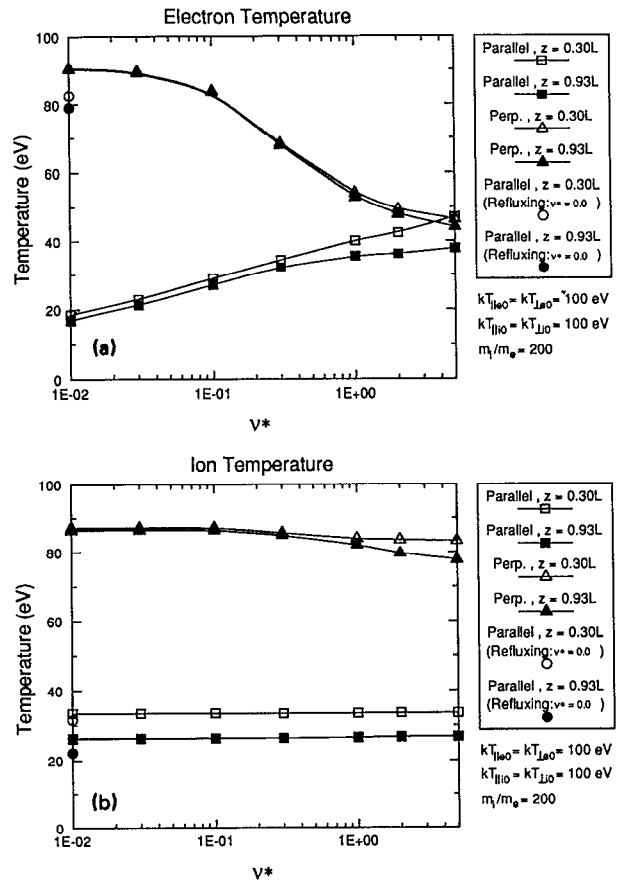 Electron Temperature
100
80
60
40
20
0
Temperature (eV)
(a)
1E-02 1E-01 1E+00
ν*
Parallel , z = 0.30L
Parallel, z = 0.93L
Perp. , z = 0.30L
Perp. , z = 0.93L
Parallel , z = 0.30L
(Refluxing:ν* = 0.0 )
Parallel , z = 0.93L
(Refluxing:ν* = 0.0 )
kT||e0 = kT⊥e0 = 100 eV
kT||i0 = kT⊥i0 = 100 eV
mi/me = 200
Ion Temperature
100
80
60
40
20
0
Temperature (eV)
(b)
1E-02 1E-01 1E+00
ν*
Parallel , z = 0.30L
Parallel , z = 0.93L
Perp. , z = 0.30L
Perp. , z = 0.93L
Parallel , z = 0.30L
(Refluxing:ν* = 0.0 )
Parallel , z = 0.93L
(Refluxing:ν* = 0.0 )
kT||e0 = kT⊥e0 = 100 eV
kT||i0 = kT⊥i0 = 100 eV
mi/me = 200